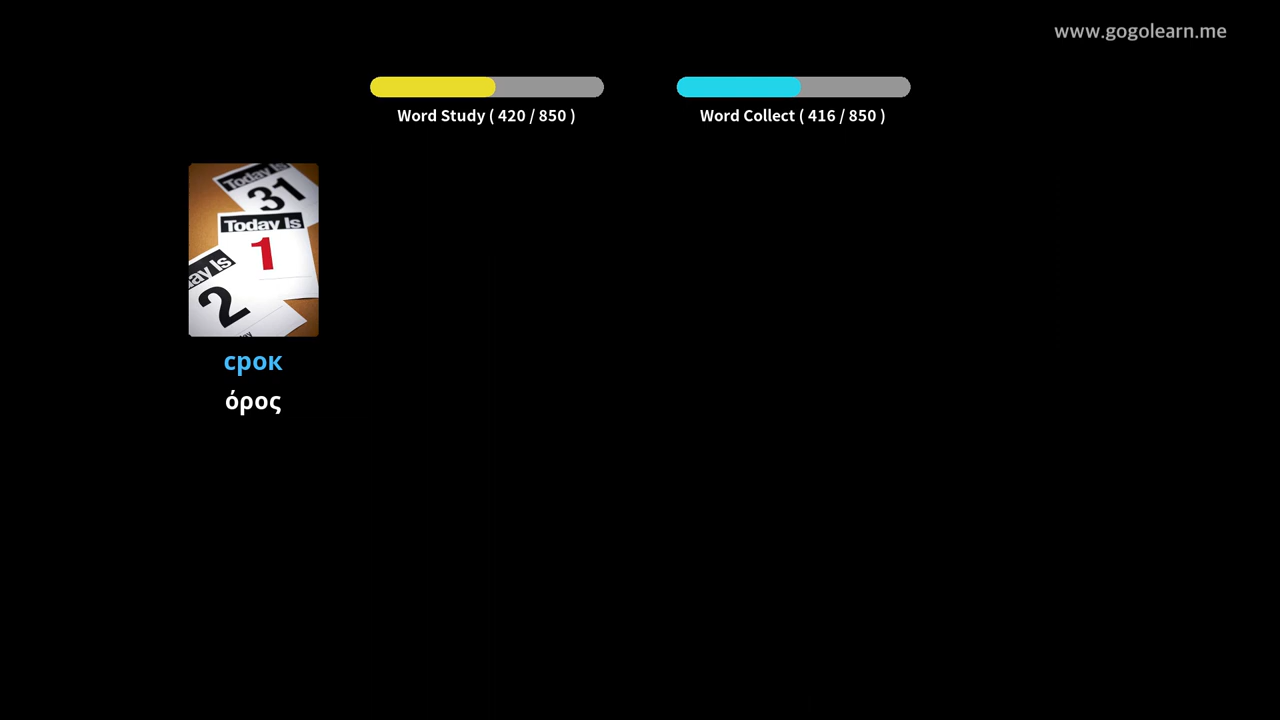 www.gogolearn.me
Word Study ( 420 / 850 )
Word Collect ( 416 / 850 )
Today Is
31
Today Is
1
ay Is
2
срок
όρος